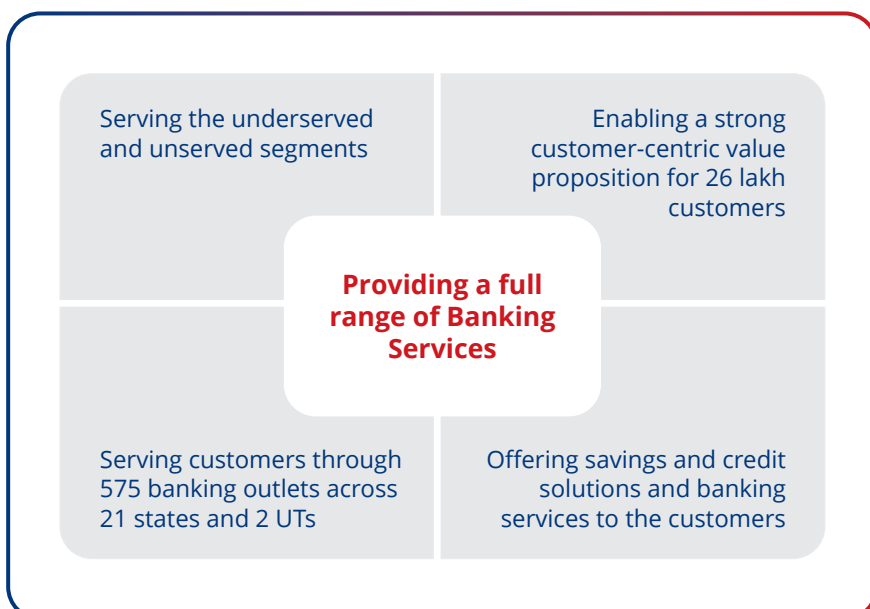 Serving the underserved
and unserved segments
Enabling a strong
customer-centric value
proposition for 26 lakh
customers
Providing a full
range of Banking
Services
Serving customers through
575 banking outlets across
21 states and 2 UTs
Offering savings and credit
solutions and banking
services to the customers